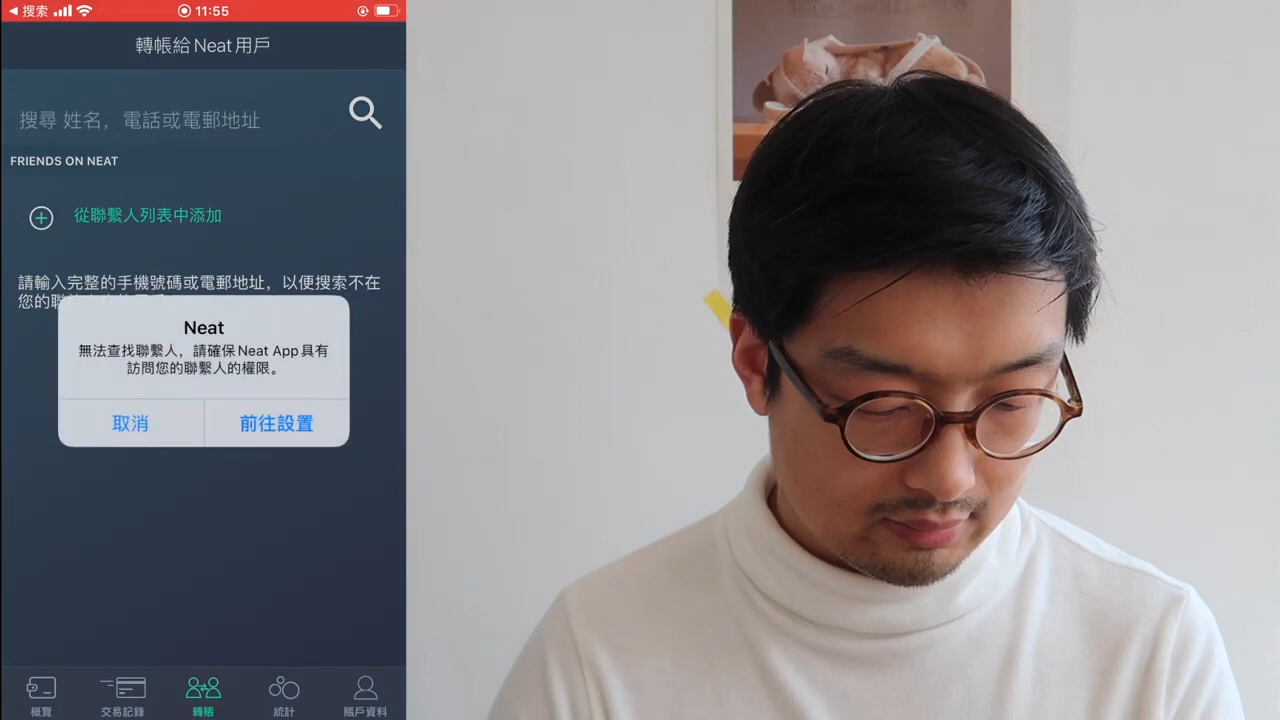 搜索
11:55
轉帳給 Neat 用戶
搜尋 姓名，電話或電郵地址
FRIENDS ON NEAT
從聯繫人列表中添加
請輸入完整的手機號碼或電郵地址，以便搜索不在
您的聯
Neat
無法查找聯繫人，請確保 Neat App 具有
訪問您的聯繫人的權限。
取消
前往設置
概覽
交易記錄
轉賬
統計
賬戶資料